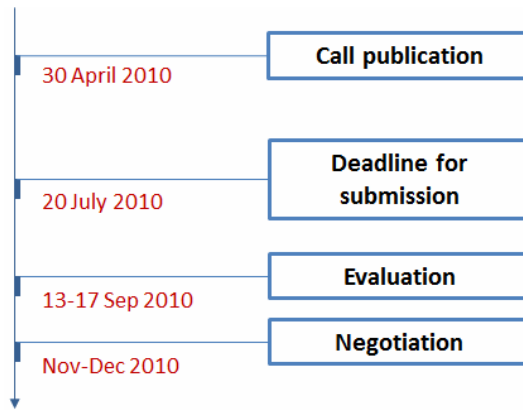 Call publication
30 April 2010
Deadline for
submission
20 July 2010
Evaluation
13-17 Sep 2010
Negotiation
Nov-Dec 2010